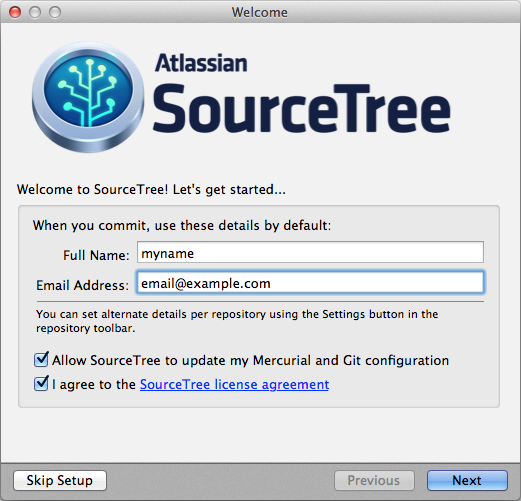 Welcome
Atlassian
SourceTree
Welcome to SourceTree! Let's get started...
When you commit, use these details by default:
Full Name: myname
Email Address: email@example.com
You can set alternate details per repository using the Settings button in the
repository toolbar.
Allow SourceTree to update my Mercurial and Git configuration
I agree to the SourceTree license agreement
Skip Setup Previous Next